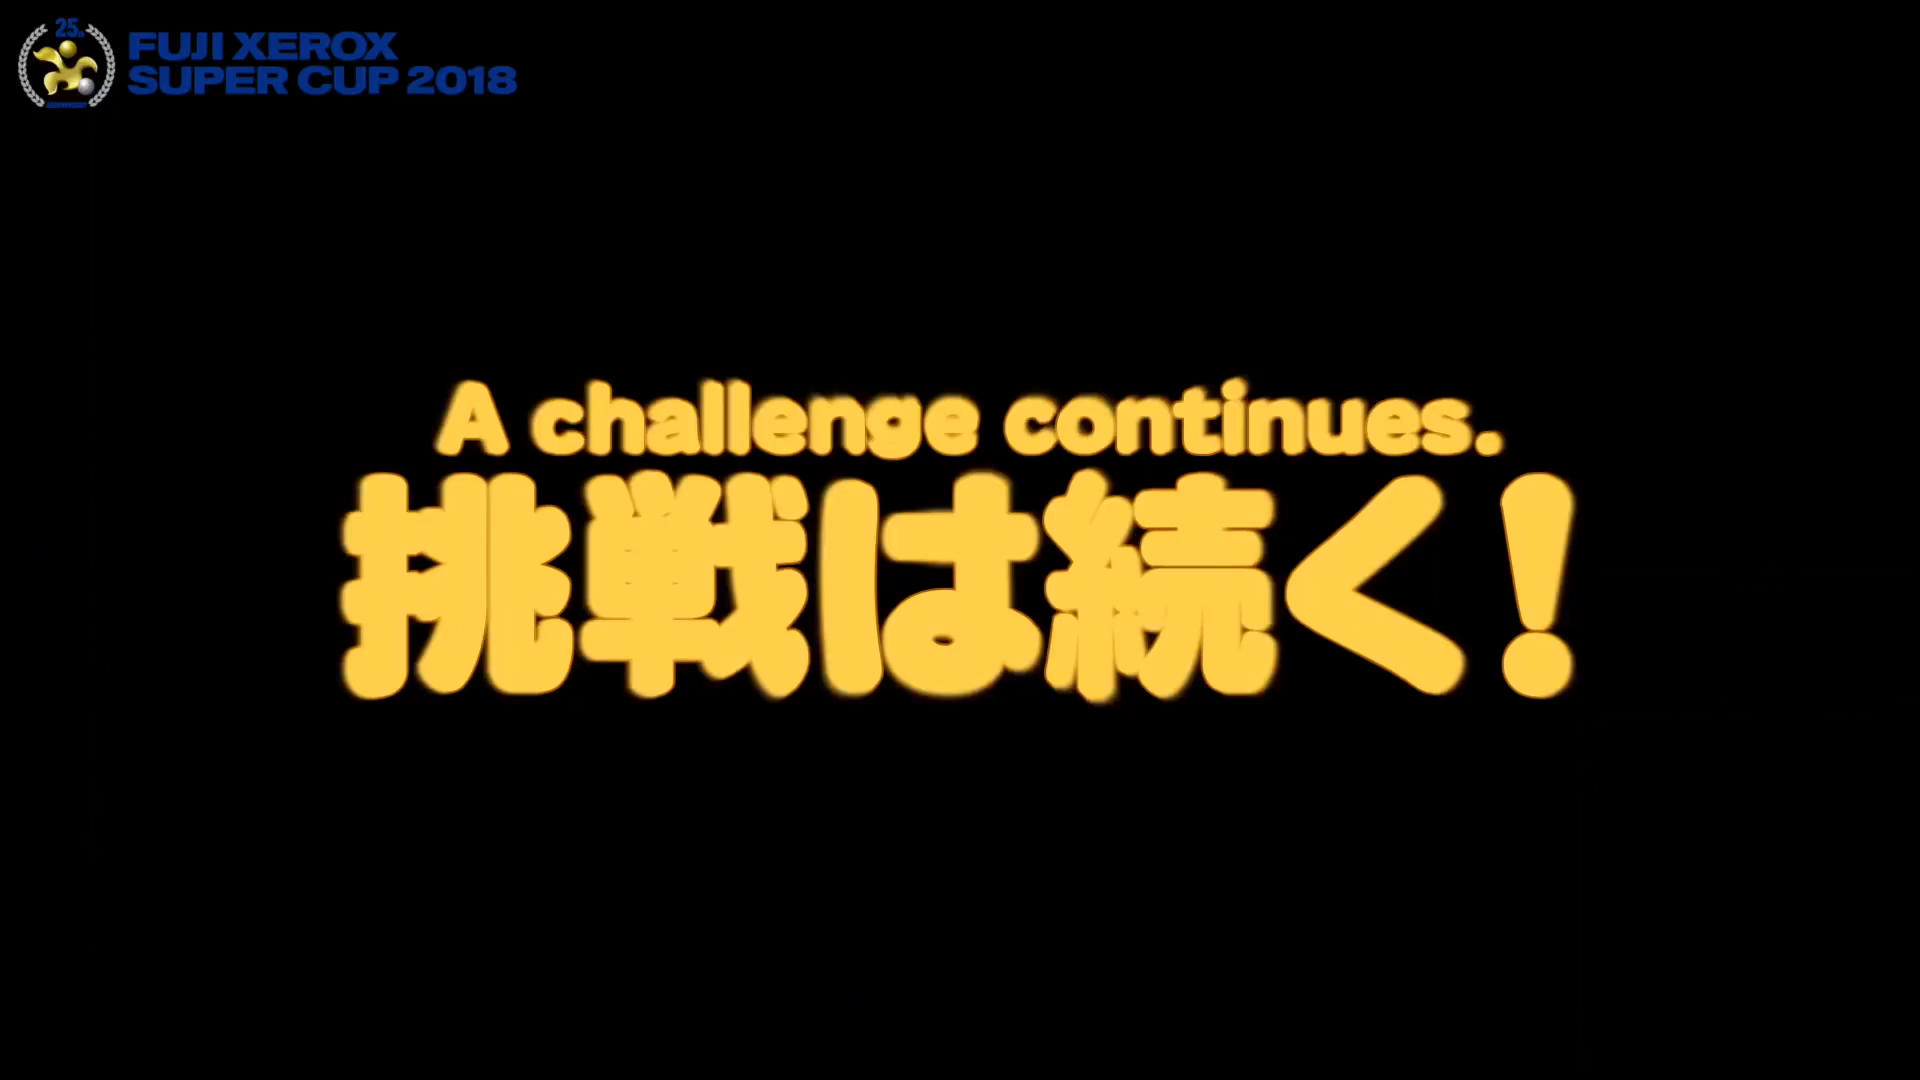 25th
FUJI XEROX
SUPER CUP 2018
A challenge continues.
挑戦は続く!